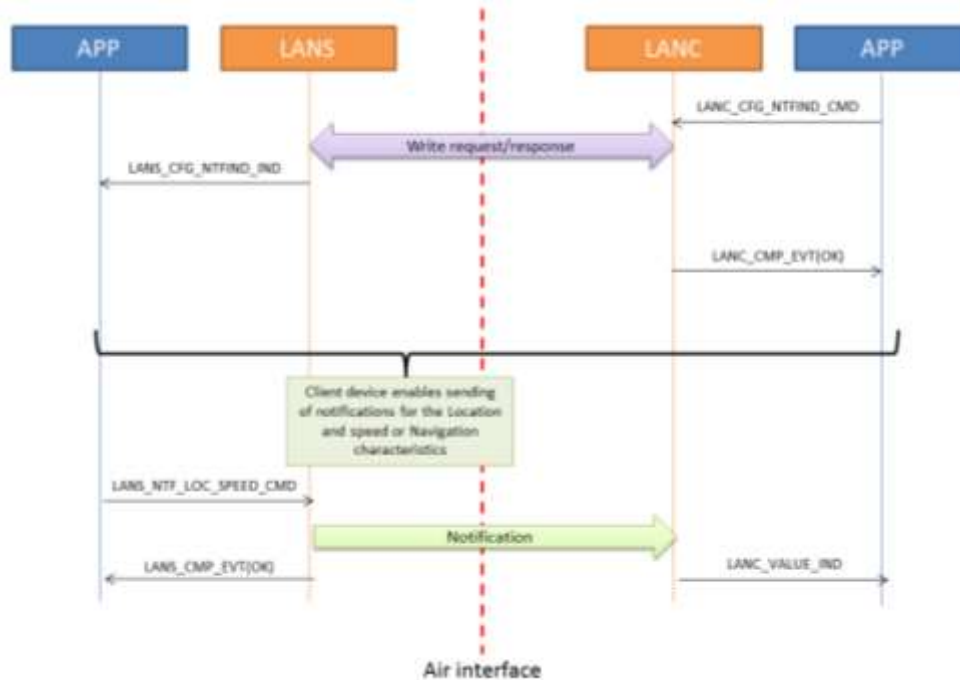 APP
LANS
LANC
APP
LANC_CFG_NTFIND_CMD
Write request/response
LANS_CFG_NTFIND_IND
LANC_CMP_EVT(OK)
Client device enables sending
of notifications for the Location
and speed or Navigation
characteristics
LANS_NTF_LOC_SPEED_CMD
Notification
LANS_CMP_EVT(OK)
LANC_VALUE_IND
Air interface